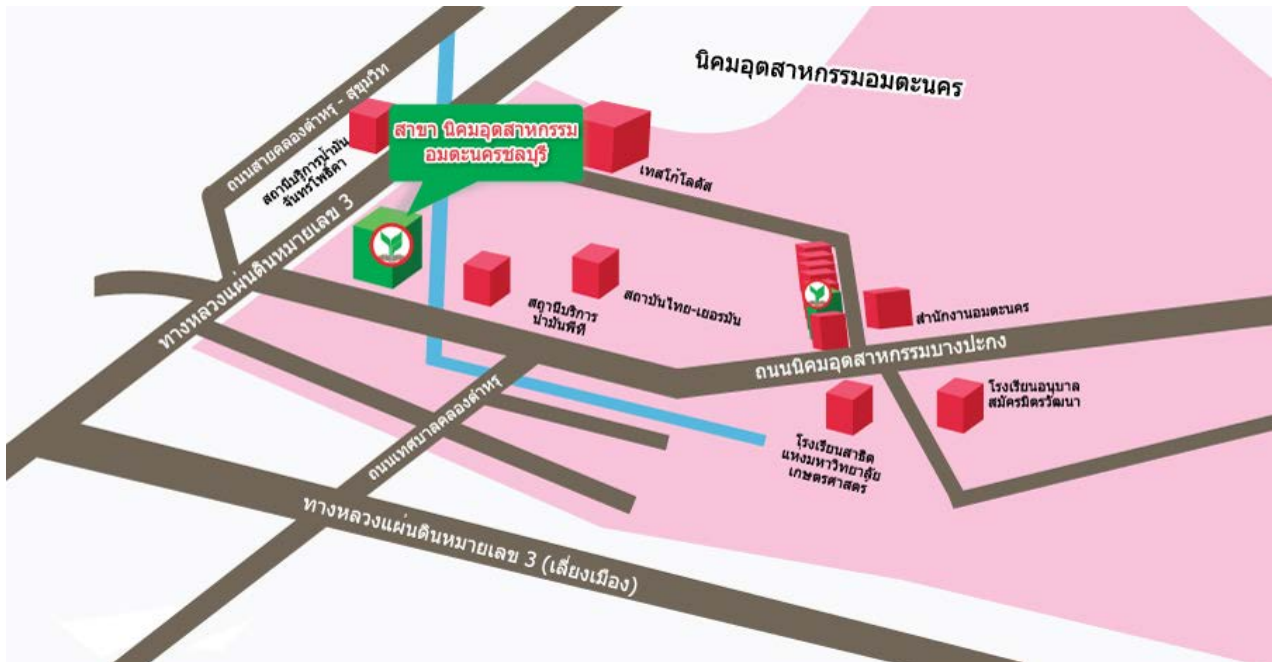 นิคมอุตสาหกรรมอมตะนคร
ถนนสายคลองตำหรุ - สุขุมวิท
สถานีบริการน้ำมัน
จันทรโพธิ์คา
สาขา นิคมอุตสาหกรรม
อมตะนครชลบุรี
เทสโก้โลตัส
ทางหลวงแผ่นดินหมายเลข 3
สถานีบริการ
น้ำมันพีที
สถาบันไทย-เยอรมัน
สำนักงานอมตะนคร
ถนนนิคมอุตสาหกรรมบางปะกง
โรงเรียนอนุบาล
สมัครมิตรวัฒนา
โรงเรียนสาธิต
แห่งมหาวิทยาลัย
เกษตรศาสตร์
ถนนเทศบาลคลองตำหรุ
ทางหลวงแผ่นดินหมายเลข 3 (เลี่ยงเมือง)